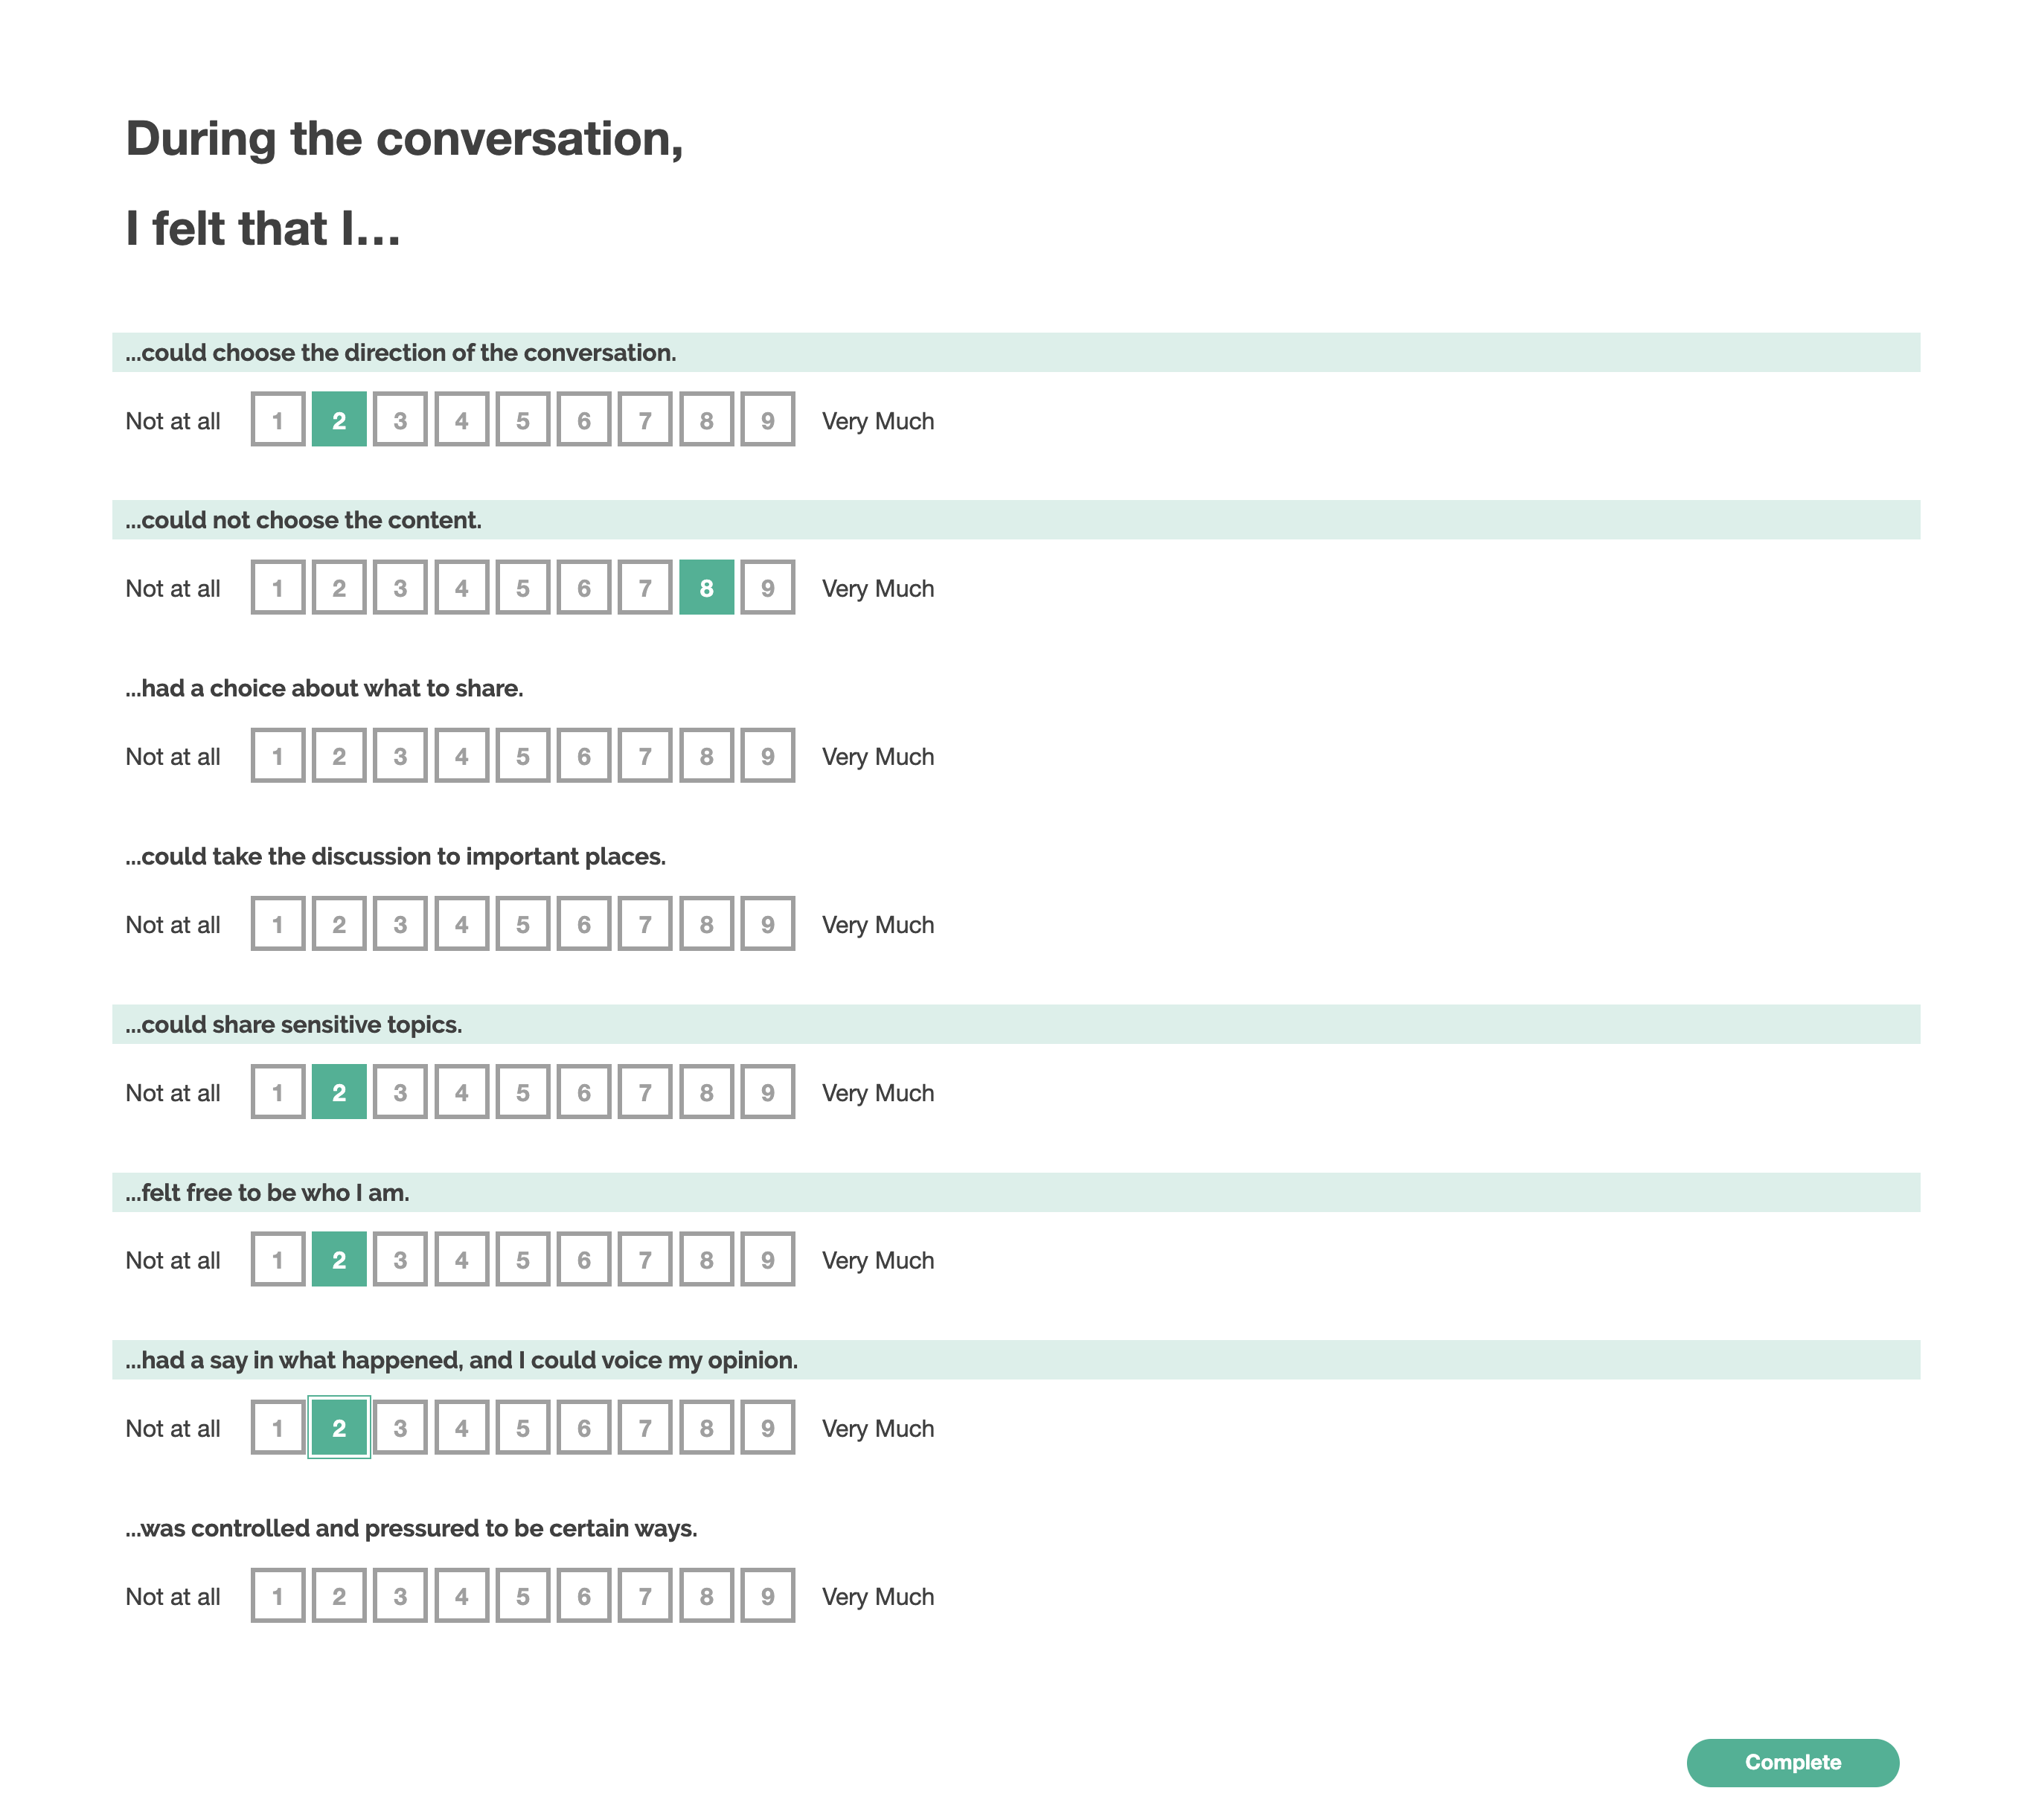 During the conversation,
I felt that I...
...could choose the direction of the conversation.
Not at all 1 2 3 4 5 6 7 8 9 Very Much
...could not choose the content.
Not at all 1 2 3 4 5 6 7 8 9 Very Much
...had a choice about what to share.
Not at all 1 2 3 4 5 6 7 8 9 Very Much
...could take the discussion to important places.
Not at all 1 2 3 4 5 6 7 8 9 Very Much
...could share sensitive topics.
Not at all 1 2 3 4 5 6 7 8 9 Very Much
...felt free to be who I am.
Not at all 1 2 3 4 5 6 7 8 9 Very Much
...had a say in what happened, and I could voice my opinion.
Not at all 1 2 3 4 5 6 7 8 9 Very Much
...was controlled and pressured to be certain ways.
Not at all 1 2 3 4 5 6 7 8 9 Very Much
Complete